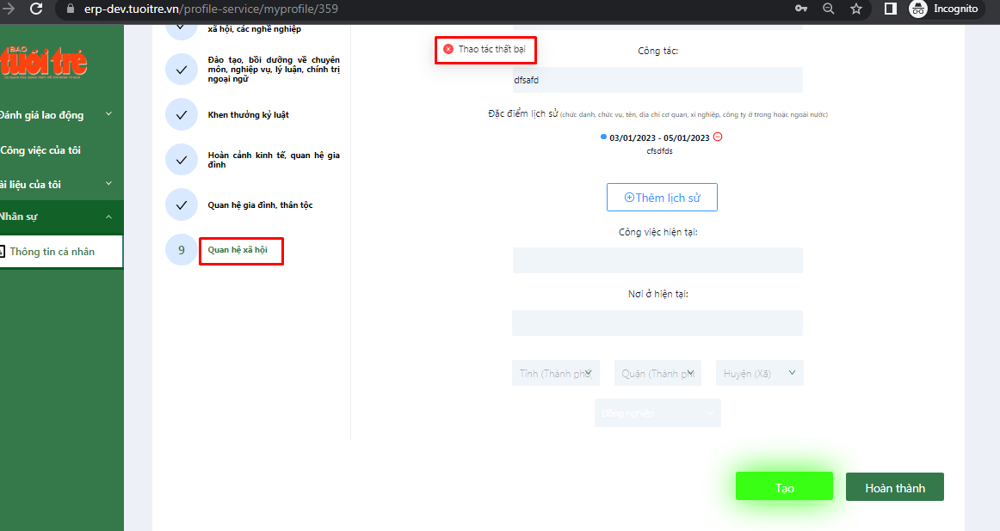 erp-dev.tuoitre.vn/profile-service/myprofile/359
Incognito
BÁO
tuổi trẻ
Đánh giá lao động
Công việc của tôi
ài liệu của tôi
Nhân sự
Thông tin cá nhân
xã hội, các nghề nghiệp
Đào tạo, bồi dưỡng về chuyên
môn, nghiệp vụ, lý luận, chính trị
ngoại ngữ
Khen thưởng kỷ luật
Hoàn cảnh kinh tế, quan hệ gia
đình
Quan hệ gia đình, thân tộc
9
Quan hệ xã hội
Thao tác thất bại
Công tác:
dfsafd
Đặc điểm lịch sử (chức danh, chức vụ, tên, địa chỉ cơ quan, xí nghiệp, công ty ở trong hoặc ngoài nước)
03/01/2023 - 05/01/2023
cfsdfds
Thêm lịch sử
Công việc hiện tại:
Nơi ở hiện tại:
Tỉnh (Thành phố)
Quận (Thành ph
Huyện (Xã)
Đồng nghiệp
Tạo
Hoàn thành